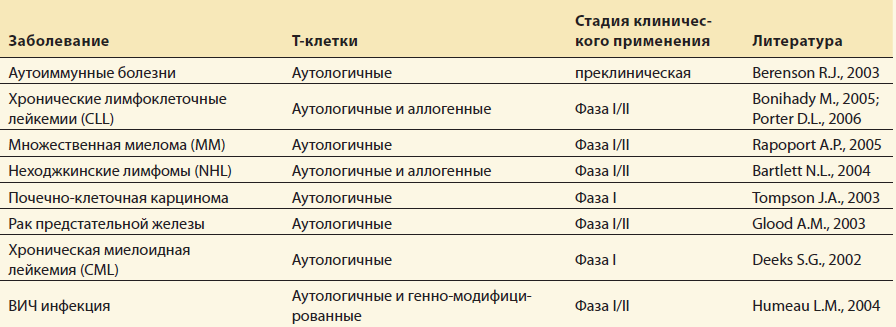 Заболевание Т-клетки Стадия клиничес-
кого применения Литература
Аутоиммунные болезни Аутологичные преклиническая Berenson R.J., 2003
Хронические лимфоклеточные
лейкемии (CLL) Аутологичные и аллогенные Фаза I/II Bonihady M., 2005;
Porter D.L., 2006
Множественная миелома (ММ) Аутологичные Фаза I/II Rapoport A.P., 2005
Неходжкинские лимфомы (NHL) Аутологичные и аллогенные Фаза I/II Bartlett N.L., 2004
Почечно-клеточная карцинома Аутологичные Фаза I Tompson J.A., 2003
Рак предстательной железы Аутологичные Фаза I/II Glood A.M., 2003
Хроническая миелоидная
лейкемия (CML) Аутологичные Фаза I Deeks S.G., 2002
ВИЧ инфекция Аутологичные и генно-модифици-
рованные Фаза I/II Humeau L.M., 2004